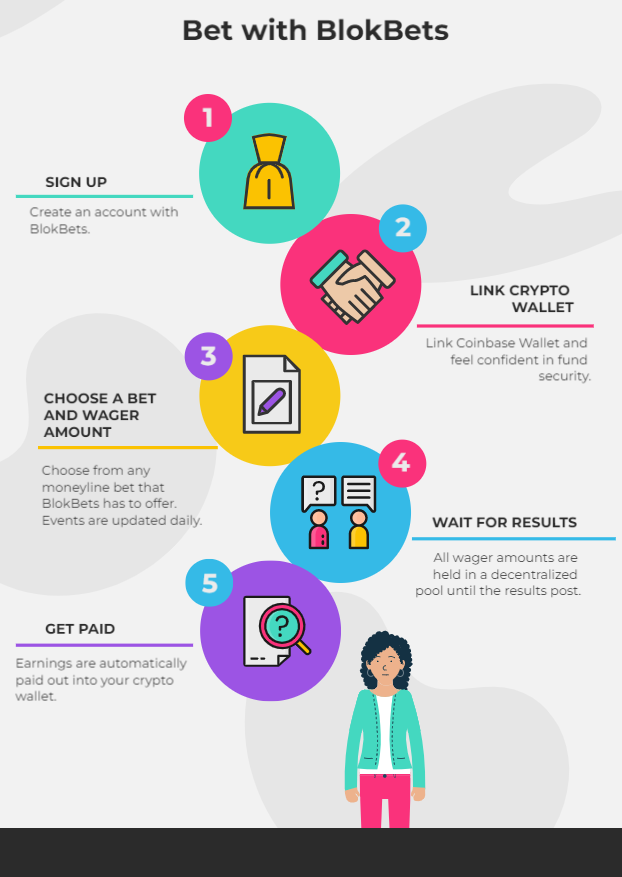 Bet with BlokBets
1
SIGN UP
Create an account with
BlokBets.
2
LINK CRYPTO
WALLET
Link Coinbase Wallet and
feel confident in fund
security.
3
CHOOSE A BET
AND WAGER
AMOUNT
Choose from any
moneyline bet that
BlokBets has to offer.
Events are updated daily.
4
?
WAIT FOR RESULTS
All wager amounts are
held in a decentralized
pool until the results post.
5
?
GET PAID
Earnings are automatically
paid out into your crypto
wallet.